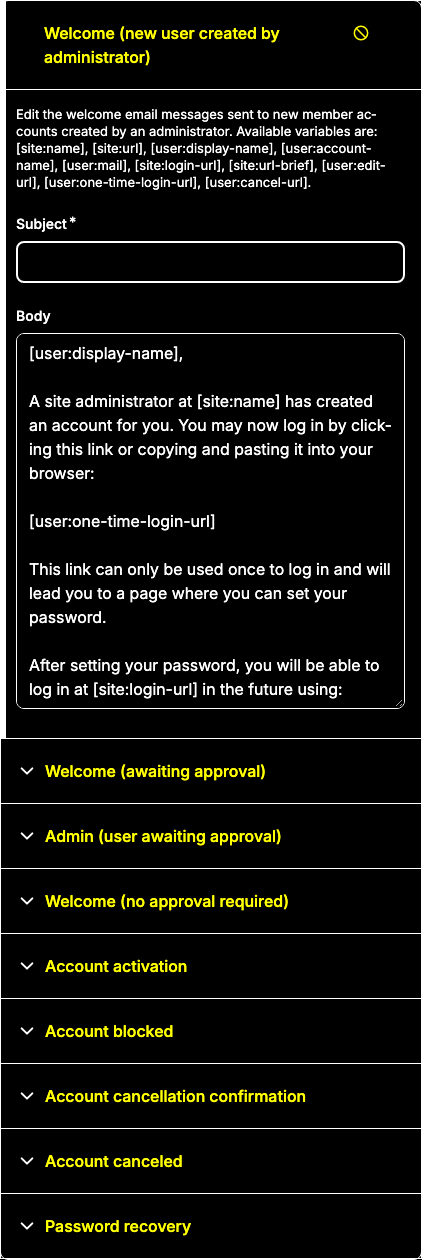 Welcome (new user created by
administrator)
Edit the welcome email messages sent to new member ac-
counts created by an administrator. Available variables are:
[site:name], [site:url], [user:display-name], [user:account-
name], [user:mail], [site:login-url], [site:url-brief], [user:edit-
url], [user:one-time-login-url], [user:cancel-url].
Subject*
Body
[user:display-name],
A site administrator at [site:name] has created
an account for you. You may now log in by click-
ing this link or copying and pasting it into your
browser:
[user:one-time-login-url]
This link can only be used once to log in and will
lead you to a page where you can set your
password.
After setting your password, you will be able to
log in at [site:login-url] in the future using:
Welcome (awaiting approval)
Admin (user awaiting approval)
Welcome (no approval required)
Account activation
Account blocked
Account cancellation confirmation
Account canceled
Password recovery